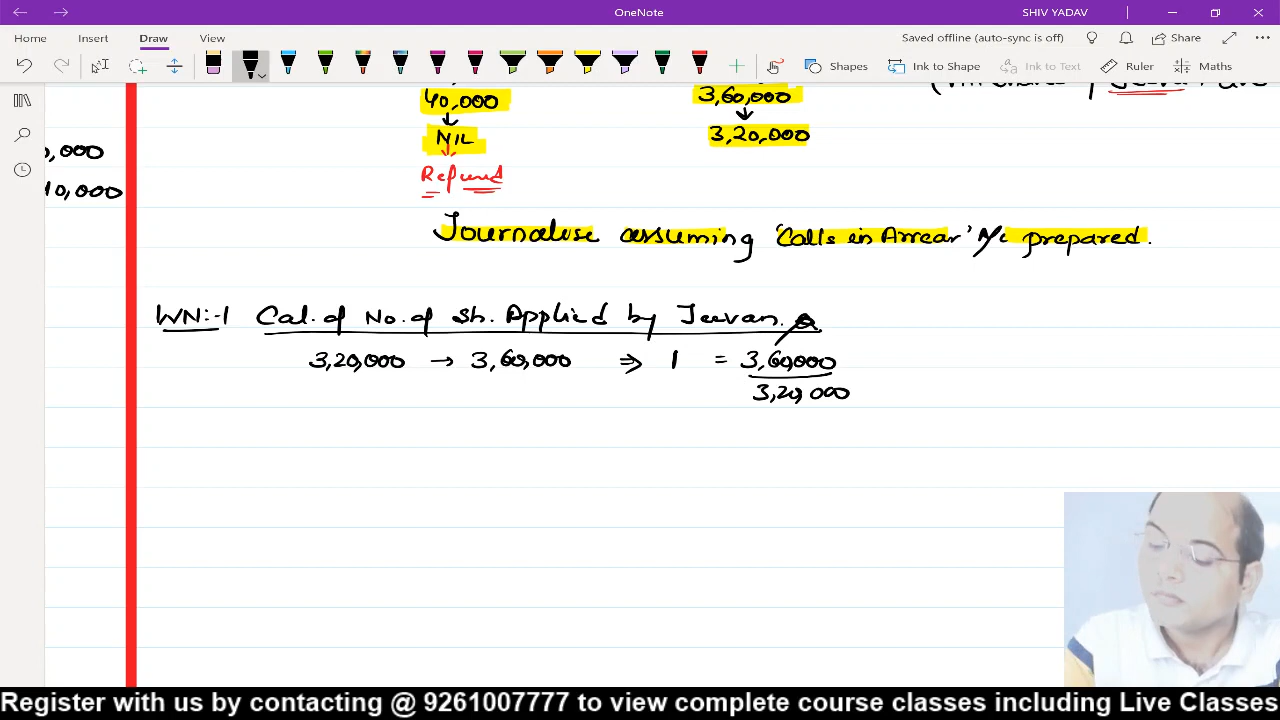 OneNote
SHIV YADAV
Home Insert Draw View
Saved offline (auto-sync is off)
Share
Shapes
Ink to Shape
Ink to Text
Ruler
Maths
40,000
3,60,000
NIL
3,20,000
Refund
0,000
10,000
Journalise assuming 'Calls in Arrear' A/c prepared.
WN:-1 Cal. of No. of Sh. Applied by Jeevan.
3,20,000 → 3,60,000 ⇒ 1 = 3,60,000
3,20,000
Register with us by contacting @ 9261007777 to view complete course classes including Live Classes